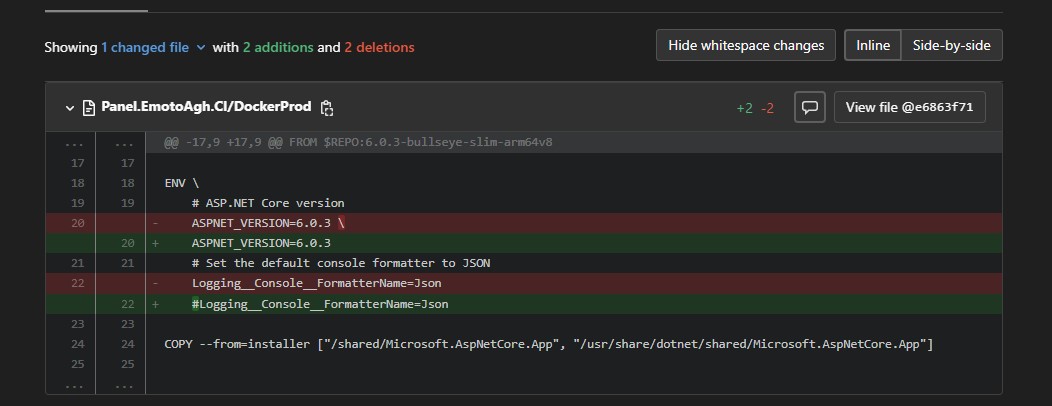 Showing 1 changed file with 2 additions and 2 deletions
Hide whitespace changes
Inline
Side-by-side
Panel.EmotoAgh.CI/DockerProd
+2 -2
View file @e6863f71
... ... @@ -17,9 +17,9 @@ FROM $REPO:6.0.3-bullseye-slim-arm64v8
17 17
18 18 ENV \
19 19 # ASP.NET Core version
20 - ASPNET_VERSION=6.0.3 \
20 + ASPNET_VERSION=6.0.3
21 21 # Set the default console formatter to JSON
22 - Logging__Console__FormatterName=Json
22 + #Logging__Console__FormatterName=Json
23 23
24 24 COPY --from=installer ["/shared/Microsoft.AspNetCore.App", "/usr/share/dotnet/shared/Microsoft.AspNetCore.App"]
25 25
... ...